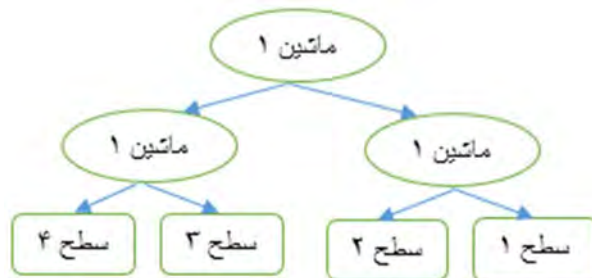 ماشین ۱
ماشین ۱
ماشین ۱
سطح ۱
سطح ۲
سطح ۳
سطح ۴